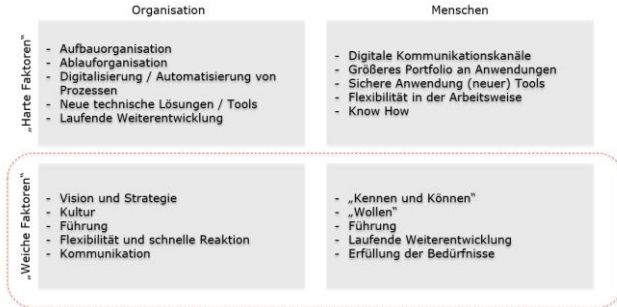 Organisation
Menschen
„Harte Faktoren“
- Aufbauorganisation
- Ablauforganisation
- Digitalisierung / Automatisierung von
Prozessen
- Neue technische Lösungen / Tools
- Laufende Weiterentwicklung
- Digitale Kommunikationskanäle
- Größeres Portfolio an Anwendungen
- Sichere Anwendung (neuer) Tools
- Flexibilität in der Arbeitsweise
- Know How
„Weiche Faktoren“
- Vision und Strategie
- Kultur
- Führung
- Flexibilität und schnelle Reaktion
- Kommunikation
- „Kennen und Können“
- „Wollen“
- Führung
- Laufende Weiterentwicklung
- Erfüllung der Bedürfnisse